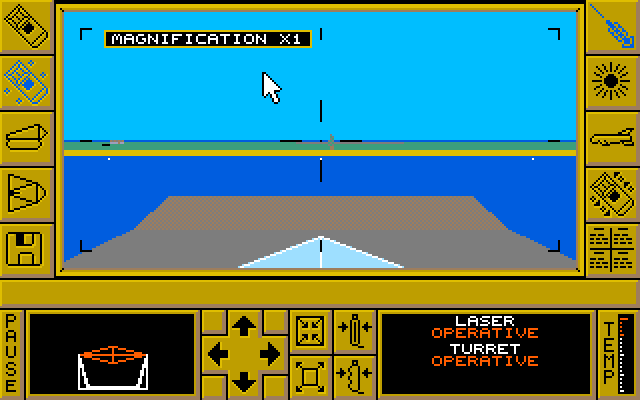 MAGNIFICATION X1
PAUSE
LASER
OPERATIVE
TURRET
OPERATIVE
TEMP